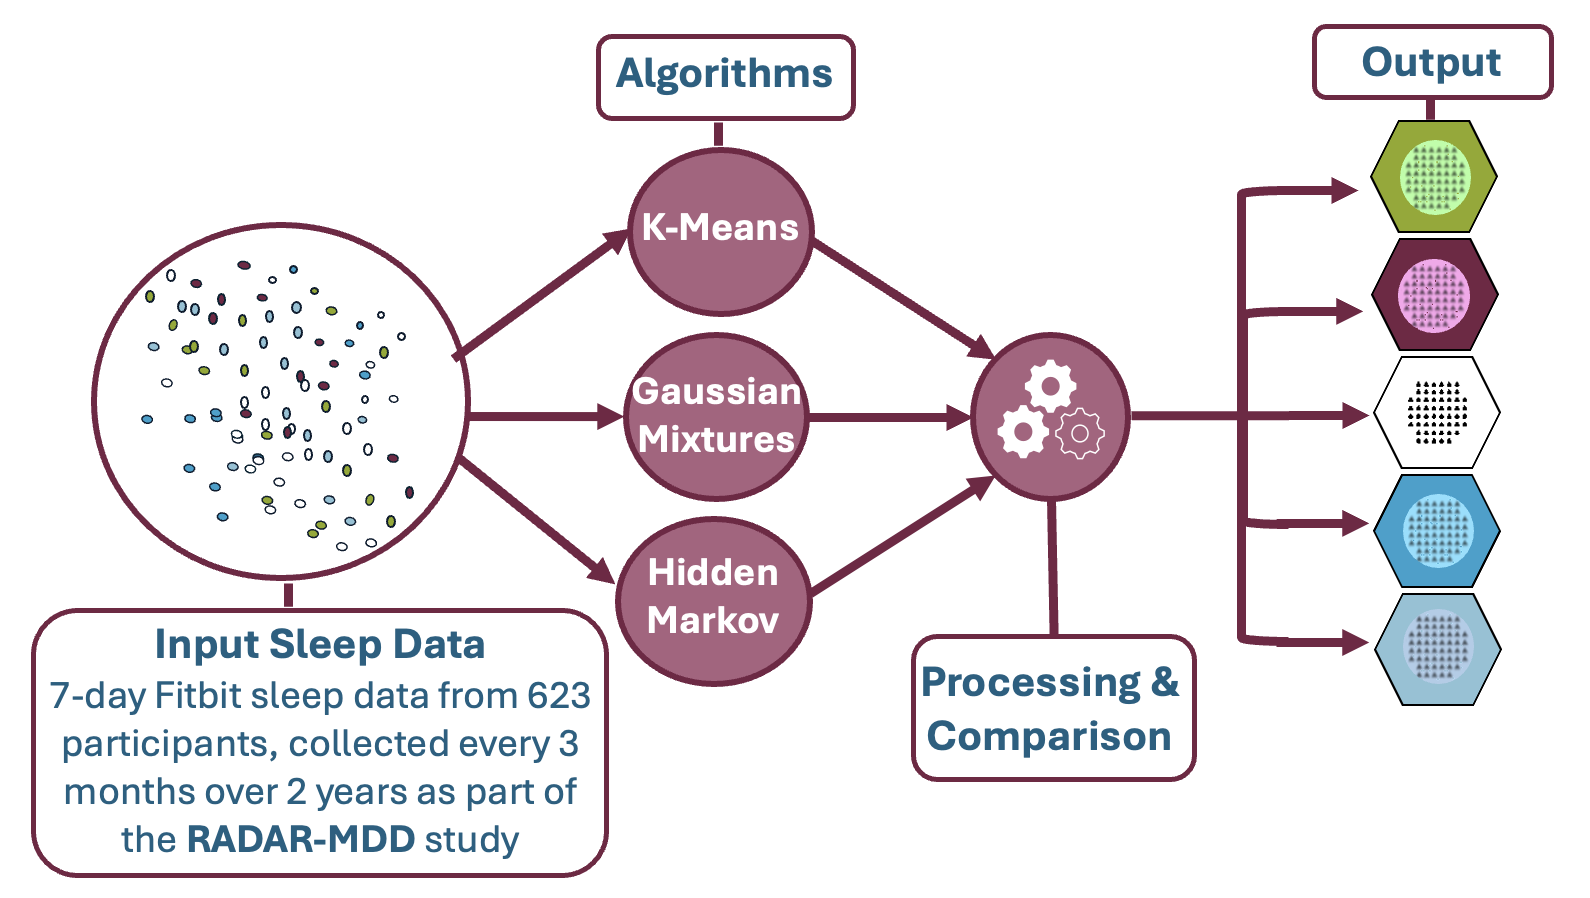 Algorithms
Output
K-Means
Gaussian
Mixtures
Hidden
Markov
Input Sleep Data
7-day Fitbit sleep data from 623
participants, collected every 3
months over 2 years as part of
the RADAR-MDD study
Processing &
Comparison